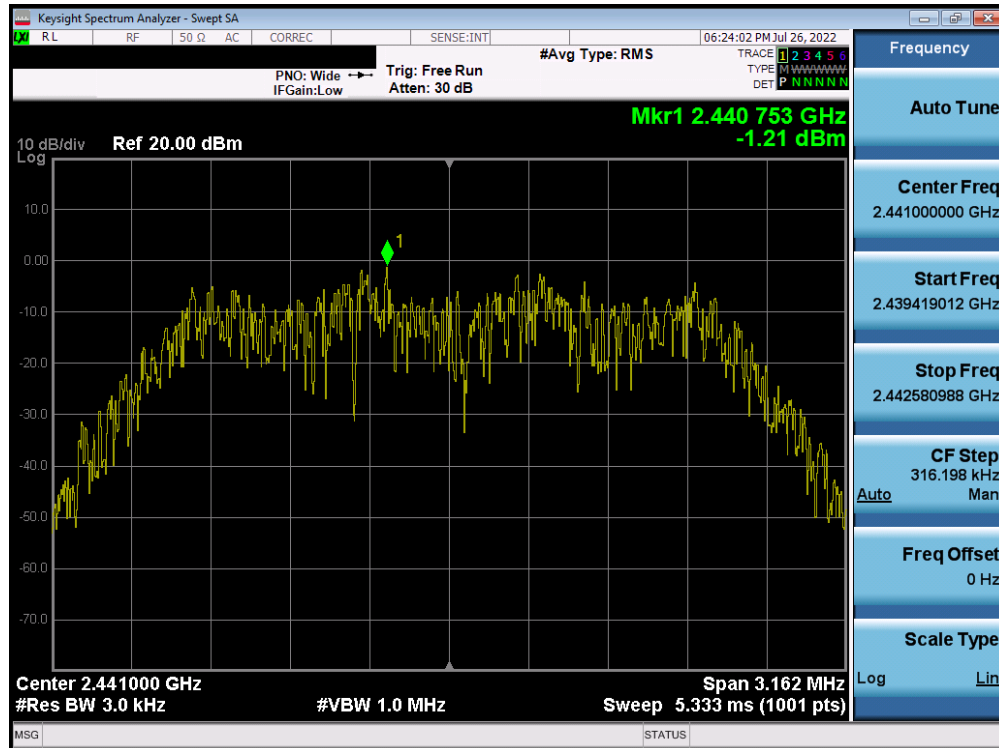 Keysight Spectrum Analyzer - Swept SA
LXI RL RF 50 Ω AC CORREC SENSE:INT 06:24:02 PM Jul 26, 2022
#Avg Type: RMS TRACE 1 2 3 4 5 6
PNO: Wide Trig: Free Run TYPE M WWWWW
IFGain:Low Atten: 30 dB DET P N N N N N
Mkr1 2.440 753 GHz
-1.21 dBm
10 dB/div Ref 20.00 dBm
Log
10.0
1
0.00
-10.0
-20.0
-30.0
-40.0
-50.0
-60.0
-70.0
Center 2.441000 GHz Span 3.162 MHz
#Res BW 3.0 kHz #VBW 1.0 MHz Sweep 5.333 ms (1001 pts)
MSG STATUS
Frequency
Auto Tune
Center Freq
2.441000000 GHz
Start Freq
2.439419012 GHz
Stop Freq
2.442580988 GHz
CF Step
316.198 kHz
Auto Man
Freq Offset
0 Hz
Scale Type
Log Lin